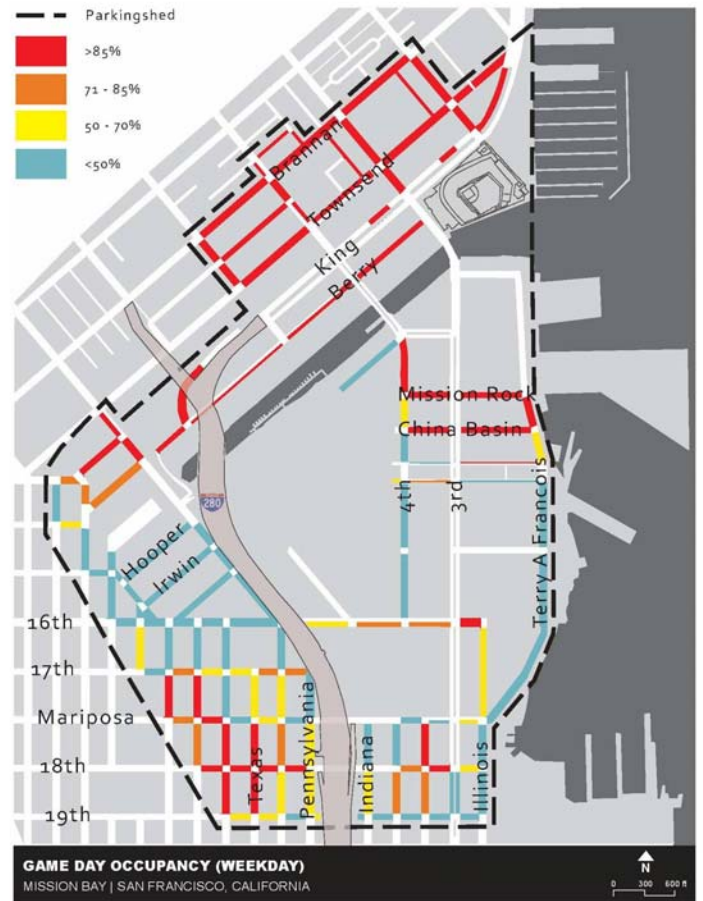 Parkingshed
>85%
71 - 85%
50 - 70%
<50%
Brannan
Townsend
King
Berry
Mission Rock
China Basin
4th
3rd
Terry A Francois
280
Hooper
Irwin
16th
17th
Mariposa
18th
19th
Texas
Pennsylvania
Indiana
Illinois
GAME DAY OCCUPANCY (WEEKDAY)
MISSION BAY | SAN FRANCISCO, CALIFORNIA
N
0 300 600 ft